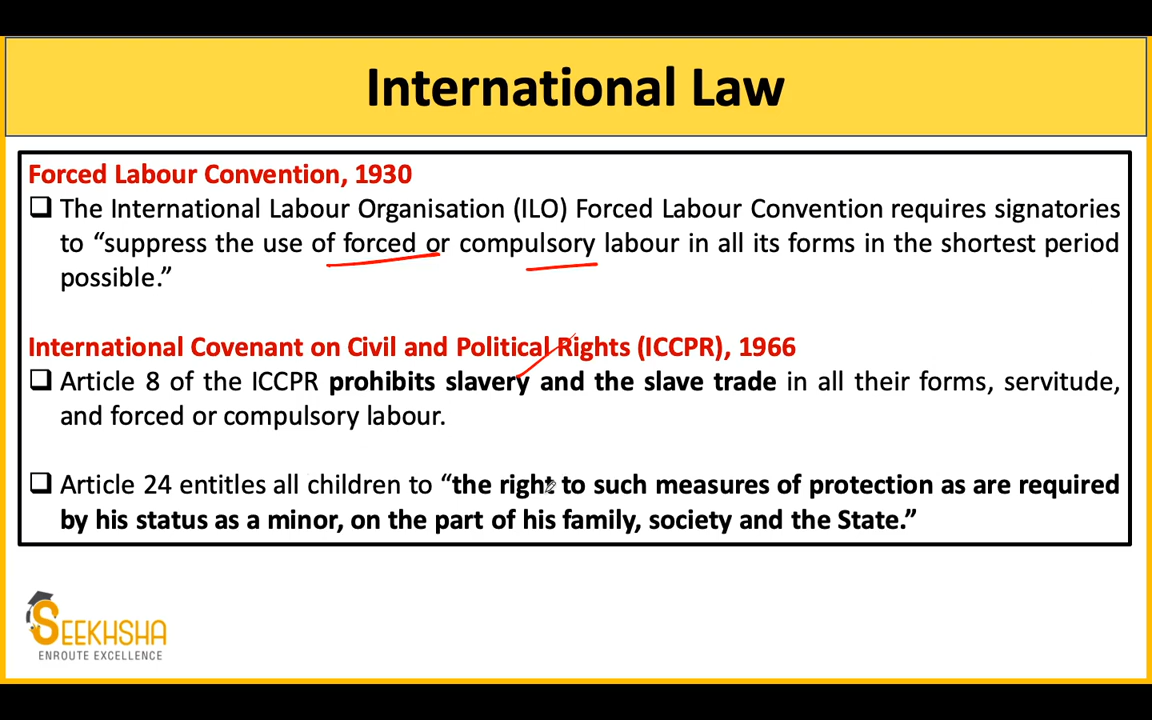 International Law
Forced Labour Convention, 1930
❑ The International Labour Organisation (ILO) Forced Labour Convention requires signatories
to “suppress the use of forced or compulsory labour in all its forms in the shortest period
possible.”
International Covenant on Civil and Political Rights (ICCPR), 1966
❑ Article 8 of the ICCPR prohibits slavery and the slave trade in all their forms, servitude,
and forced or compulsory labour.
❑ Article 24 entitles all children to “the right to such measures of protection as are required
by his status as a minor, on the part of his family, society and the State.”
SEEKHSHA
ENROUTE EXCELLENCE